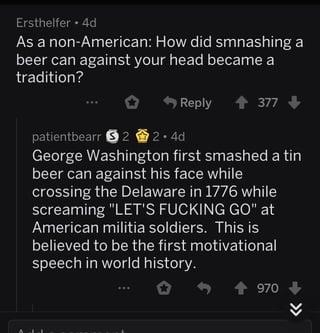 Ersthelfer • 4d
As a non-American: How did smnashing a
beer can against your head became a
tradition?
Reply 377
patientbearr S 2 2 • 4d
George Washington first smashed a tin
beer can against his face while
crossing the Delaware in 1776 while
screaming "LET'S FUCKING GO" at
American militia soldiers. This is
believed to be the first motivational
speech in world history.
970